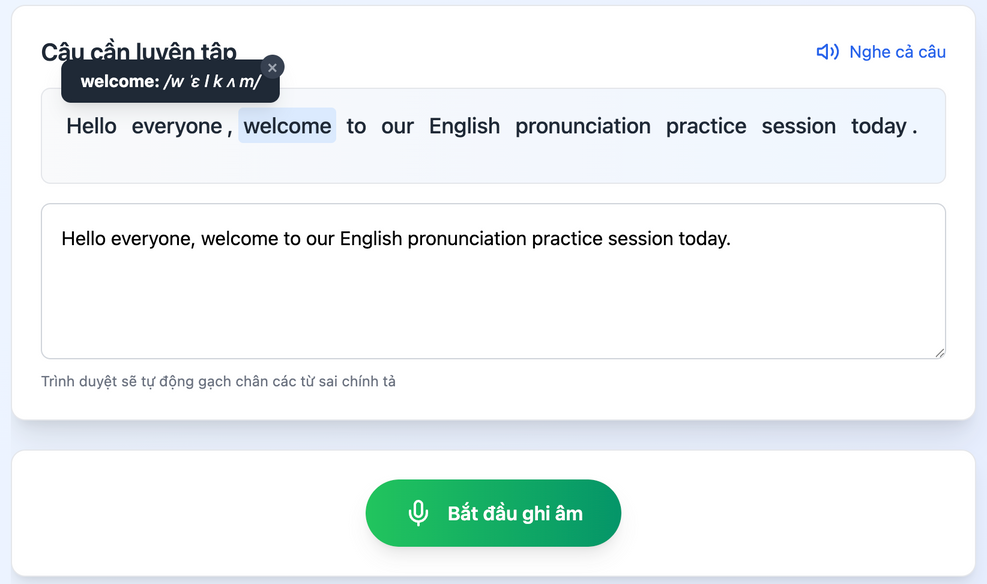 Câu cần luyện tập
Nghe cả câu
welcome: /w ˈɛ l k ʌ m/
Hello everyone , welcome to our English pronunciation practice session today .
Hello everyone, welcome to our English pronunciation practice session today.
Trình duyệt sẽ tự động gạch chân các từ sai chính tả
Bắt đầu ghi âm